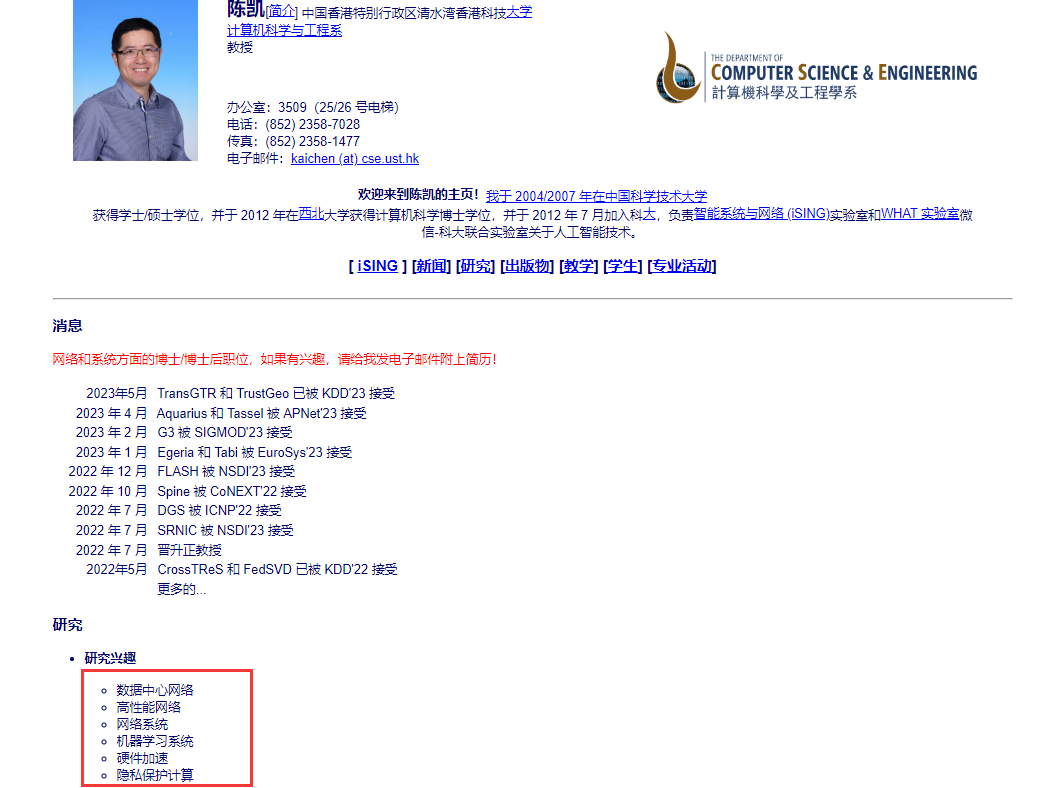 陈凯[简介] 中国香港特别行政区清水湾香港科技大学
计算机科学与工程系
教授
THE DEPARTMENT OF
COMPUTER SCIENCE & ENGINEERING
計算機科學及工程學系
办公室：3509（25/26 号电梯）
电话：(852) 2358-7028
传真：(852) 2358-1477
电子邮件：kaichen (at) cse.ust.hk
欢迎来到陈凯的主页！我于 2004/2007 年在中国科学技术大学
获得学士/硕士学位，并于 2012 年在西北大学获得计算机科学博士学位，并于 2012 年 7 月加入科大，负责智能系统与网络 (iSING)实验室和WHAT 实验室微
信-科大联合实验室关于人工智能技术。
[ iSING ] [新闻] [研究] [出版物] [教学] [学生] [专业活动]
消息
网络和系统方面的博士/博士后职位，如果有兴趣，请给我发电子邮件附上简历！
2023年5月 TransGTR 和 TrustGeo 已被 KDD'23 接受
2023 年 4 月 Aquarius 和 Tassel 被 APNet'23 接受
2023 年 2 月 G3 被 SIGMOD'23 接受
2023 年 1 月 Egeria 和 Tabi 被 EuroSys'23 接受
2022 年 12 月 FLASH 被 NSDI'23 接受
2022 年 10 月 Spine 被 CoNEXT'22 接受
2022 年 7 月 DGS 被 ICNP'22 接受
2022 年 7 月 SRNIC 被 NSDI'23 接受
2022 年 7 月 晋升正教授
2022年5月 CrossTReS 和 FedSVD 已被 KDD'22 接受
更多的...
研究
• 研究兴趣
数据中心网络
高性能网络
网络系统
机器学习系统
硬件加速
隐私保护计算